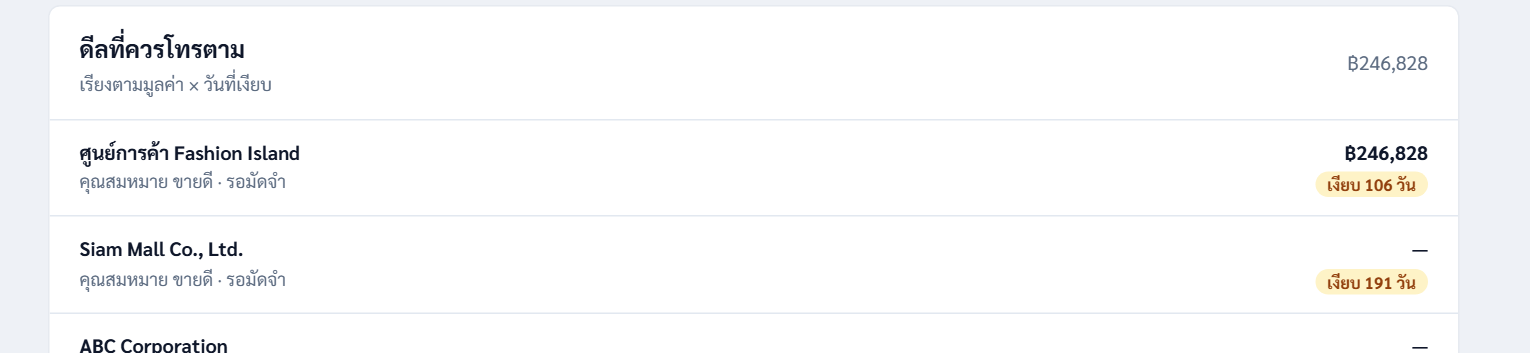 ดีลที่ควรโทรตาม
เรียงตามมูลค่า × วันที่เงียบ
฿246,828
ศูนย์การค้า Fashion Island
฿246,828
คุณสมหมาย ขายดี · รอมัดจำ
เงียบ 106 วัน
Siam Mall Co., Ltd.
—
คุณสมหมาย ขายดี · รอมัดจำ
เงียบ 191 วัน
ABC Corporation
—